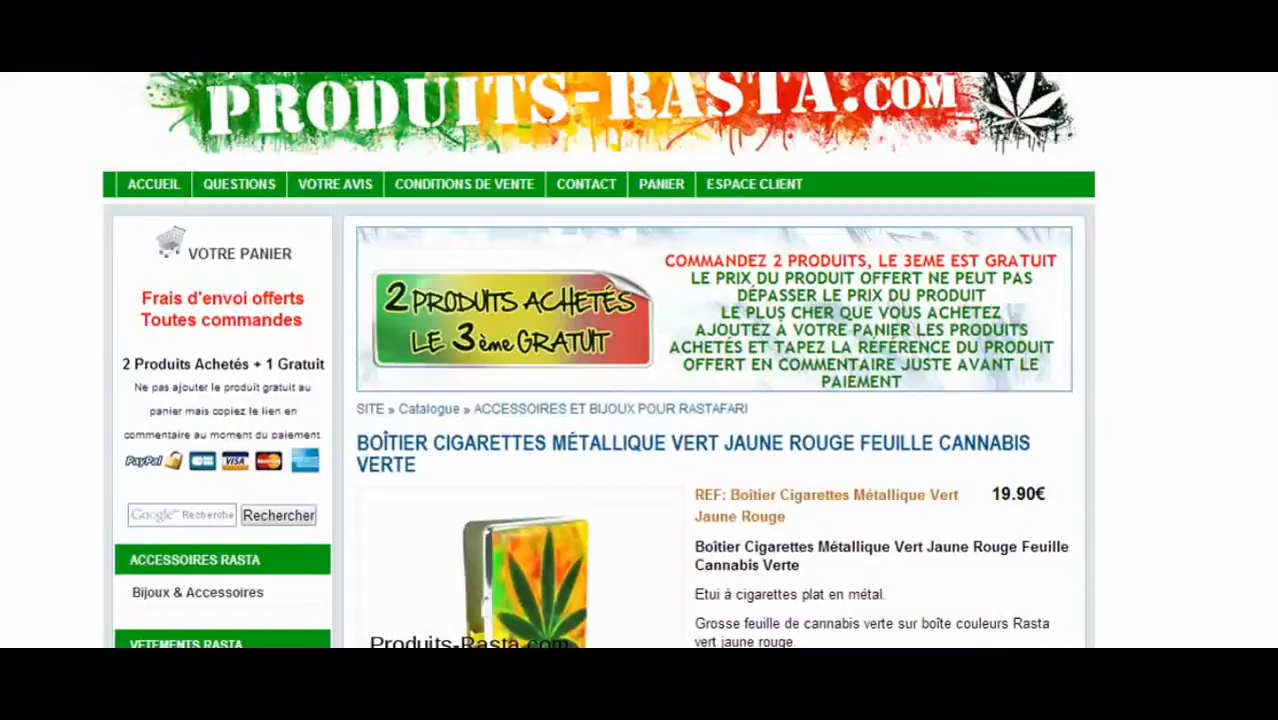 PRODUITS-RASTA.COM
ACCUEIL QUESTIONS VOTRE AVIS CONDITIONS DE VENTE CONTACT PANIER ESPACE CLIENT
VOTRE PANIER
Frais d'envoi offerts
Toutes commandes
2 Produits Achetés + 1 Gratuit
Ne pas ajouter le produit gratuit au
panier mais copiez le lien en
commentaire au moment du paiement
PayPal VISA MasterCard
Google Recherche Rechercher
ACCESSOIRES RASTA
Bijoux & Accessoires
VETEMENTS RASTA
2 PRODUITS ACHETÉS
LE 3ème GRATUIT
COMMANDEZ 2 PRODUITS, LE 3EME EST GRATUIT
LE PRIX DU PRODUIT OFFERT NE PEUT PAS
DÉPASSER LE PRIX DU PRODUIT
LE PLUS CHER QUE VOUS ACHETEZ
AJOUTEZ À VOTRE PANIER LES PRODUITS
ACHETÉS ET TAPEZ LA RÉFÉRENCE DU PRODUIT
OFFERT EN COMMENTAIRE JUSTE AVANT LE
PAIEMENT
SITE » Catalogue » ACCESSOIRES ET BIJOUX POUR RASTAFARI
BOÎTIER CIGARETTES MÉTALLIQUE VERT JAUNE ROUGE FEUILLE CANNABIS
VERTE
Produits-Rasta.com
REF: Boîtier Cigarettes Métallique Vert 19.90€
Jaune Rouge
Boîtier Cigarettes Métallique Vert Jaune Rouge Feuille
Cannabis Verte
Etui à cigarettes plat en métal.
Grosse feuille de cannabis verte sur boîte couleurs Rasta
vert jaune rouge.